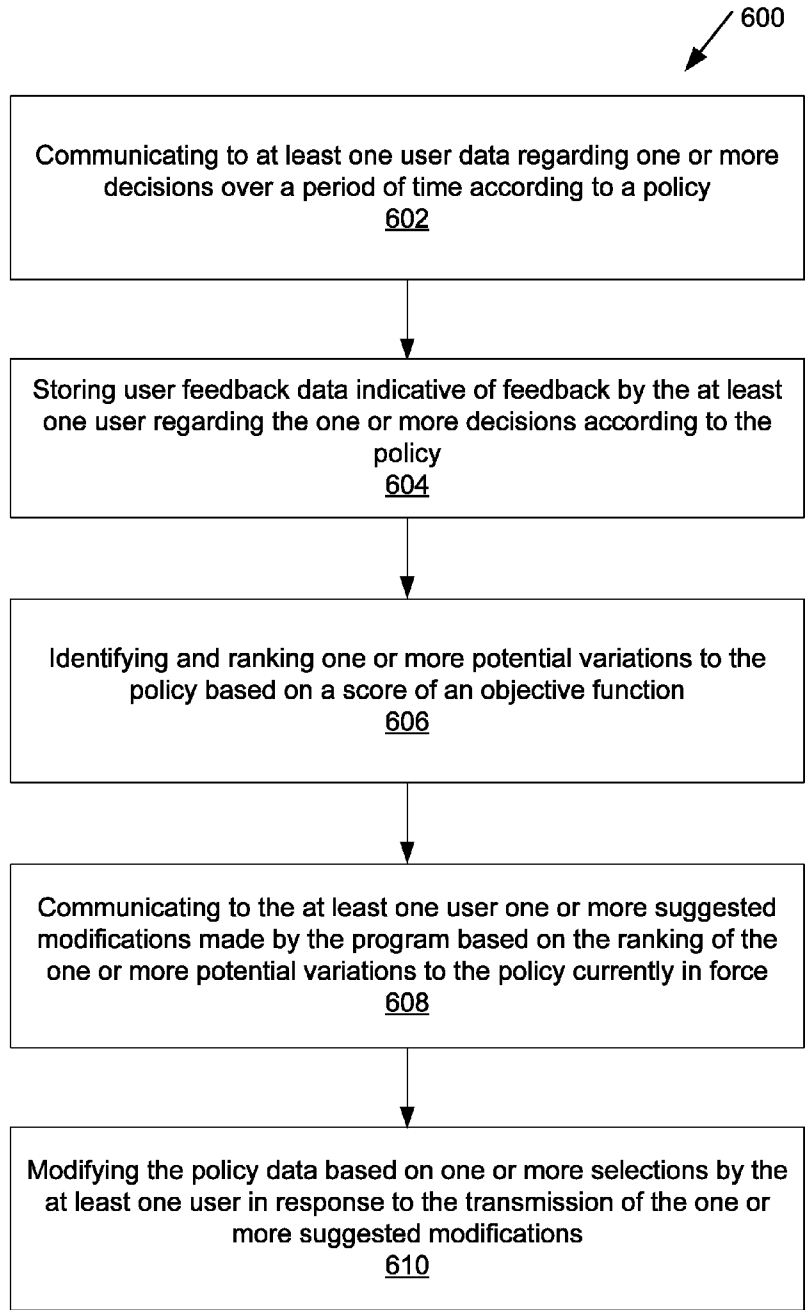 600
Communicating to at least one user data regarding one or more
decisions over a period of time according to a policy
602
Storing user feedback data indicative of feedback by the at least
one user regarding the one or more decisions according to the
policy
604
Identifying and ranking one or more potential variations to the
policy based on a score of an objective function
606
Communicating to the at least one user one or more suggested
modifications made by the program based on the ranking of the
one or more potential variations to the policy currently in force
608
Modifying the policy data based on one or more selections by the
at least one user in response to the transmission of the one or
more suggested modifications
610